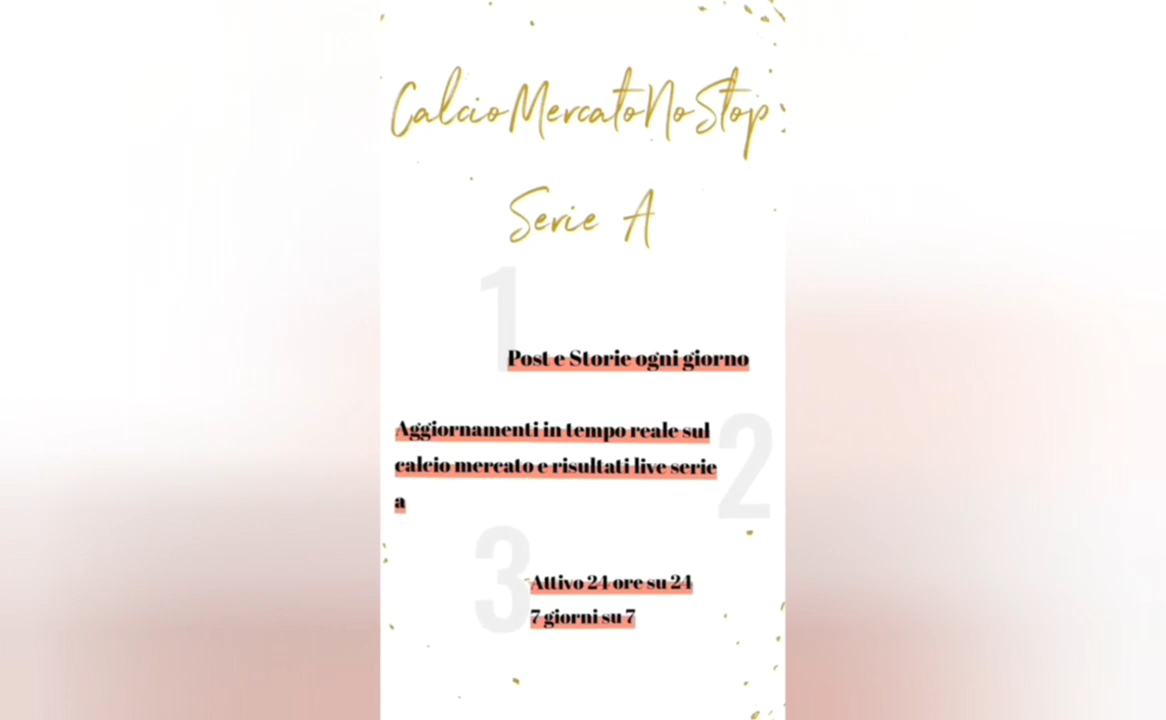 CalcioMercatoNoStop:
Serie A
1
Post e Storie ogni giorno
Aggiornamenti in tempo reale sul
calcio mercato e risultati live serie
a
2
3
Attivo 24 ore su 24
7 giorni su 7